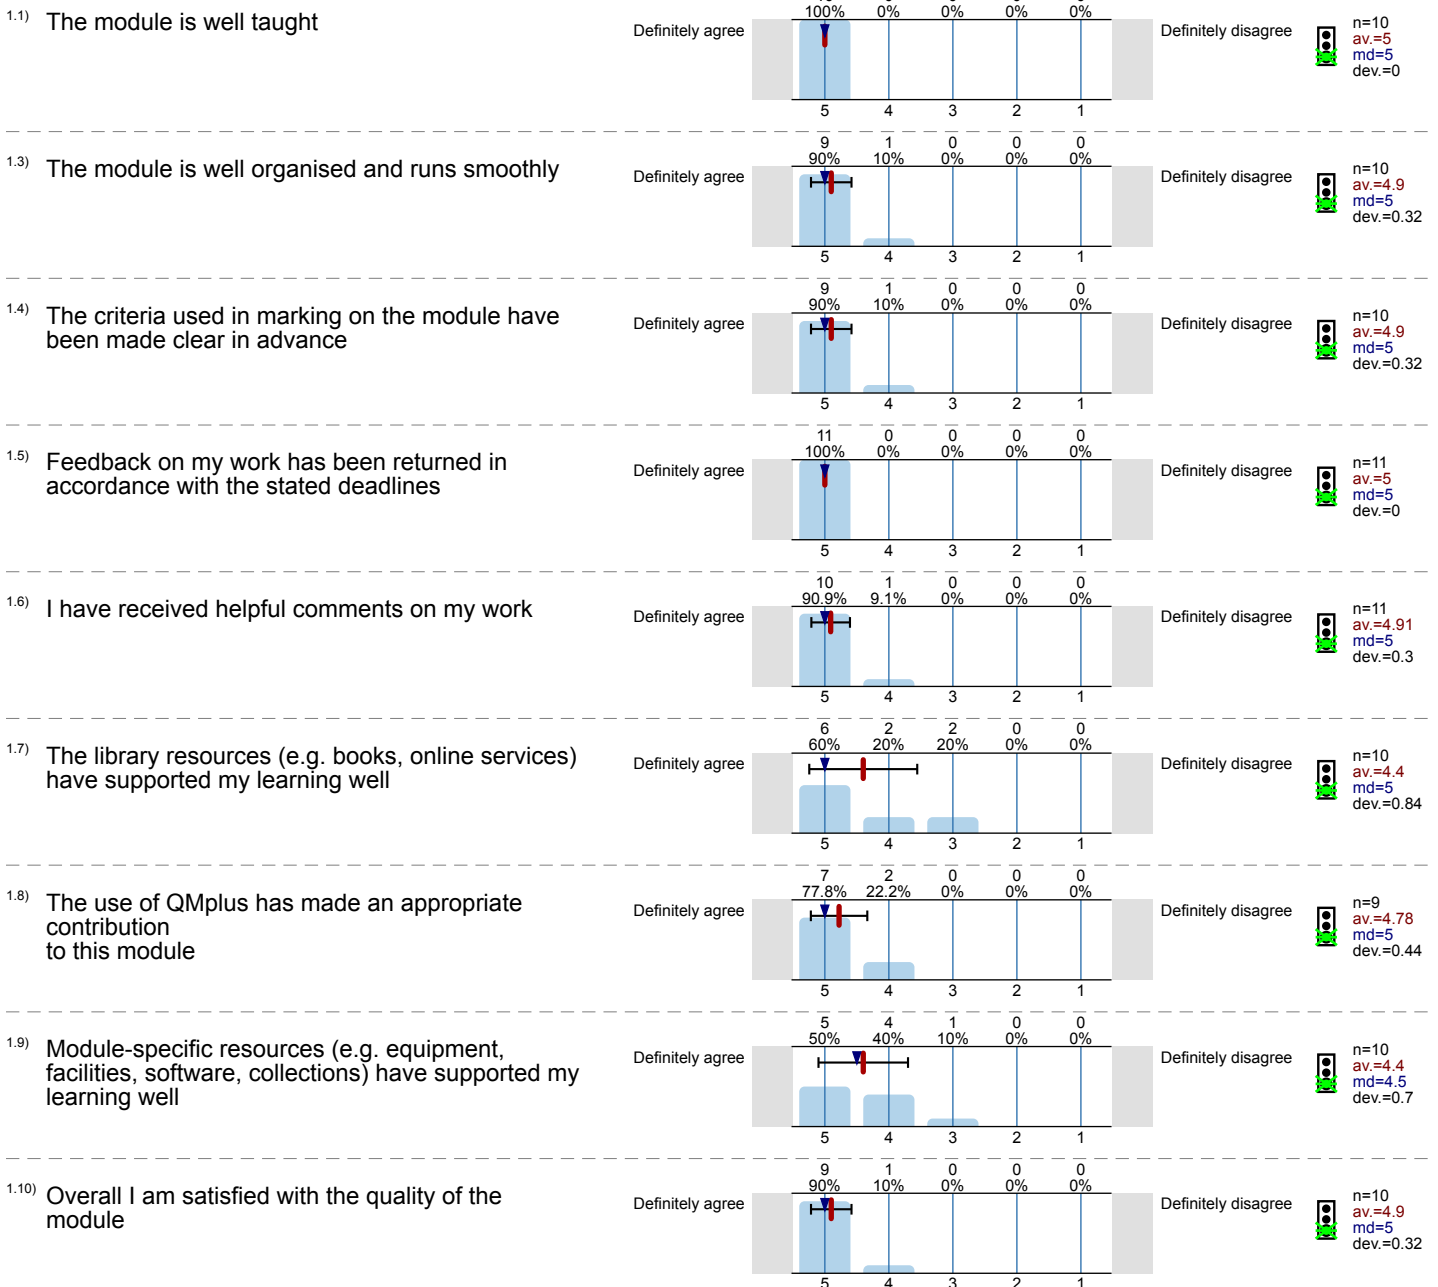 100% 0% 0% 0% 0%
1.1) The module is well taught
Definitely agree
Definitely disagree
n=10
av.=5
md=5
dev.=0
5 4 3 2 1
9 1 0 0 0
90% 10% 0% 0% 0%
1.3) The module is well organised and runs smoothly
Definitely agree
Definitely disagree
n=10
av.=4.9
md=5
dev.=0.32
5 4 3 2 1
9 1 0 0 0
90% 10% 0% 0% 0%
1.4) The criteria used in marking on the module have
been made clear in advance
Definitely agree
Definitely disagree
n=10
av.=4.9
md=5
dev.=0.32
5 4 3 2 1
11 0 0 0 0
100% 0% 0% 0% 0%
1.5) Feedback on my work has been returned in
accordance with the stated deadlines
Definitely agree
Definitely disagree
n=11
av.=5
md=5
dev.=0
5 4 3 2 1
10 1 0 0 0
90.9% 9.1% 0% 0% 0%
1.6) I have received helpful comments on my work
Definitely agree
Definitely disagree
n=11
av.=4.91
md=5
dev.=0.3
5 4 3 2 1
6 2 2 0 0
60% 20% 20% 0% 0%
1.7) The library resources (e.g. books, online services)
have supported my learning well
Definitely agree
Definitely disagree
n=10
av.=4.4
md=5
dev.=0.84
5 4 3 2 1
7 2 0 0 0
77.8% 22.2% 0% 0% 0%
1.8) The use of QMplus has made an appropriate
contribution
to this module
Definitely agree
Definitely disagree
n=9
av.=4.78
md=5
dev.=0.44
5 4 3 2 1
5 4 1 0 0
50% 40% 10% 0% 0%
1.9) Module-specific resources (e.g. equipment,
facilities, software, collections) have supported my
learning well
Definitely agree
Definitely disagree
n=10
av.=4.4
md=4.5
dev.=0.7
5 4 3 2 1
9 1 0 0 0
90% 10% 0% 0% 0%
1.10) Overall I am satisfied with the quality of the
module
Definitely agree
Definitely disagree
n=10
av.=4.9
md=5
dev.=0.32
5 4 3 2 1